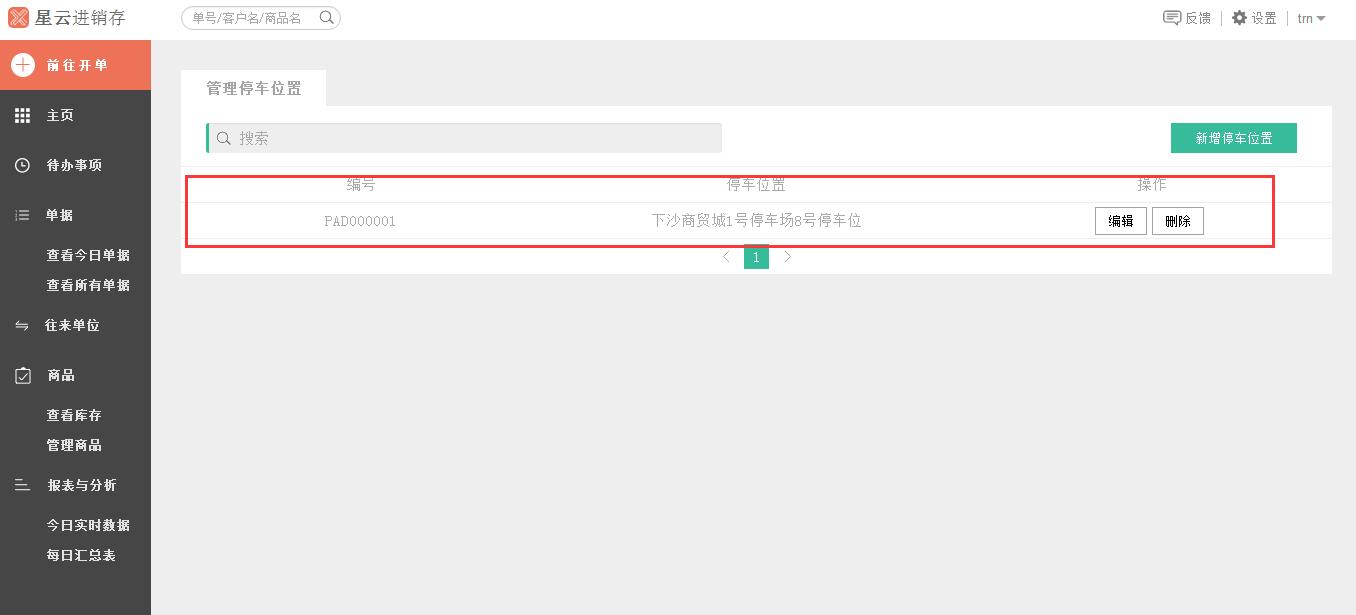 星云进销存
单号/客户名/商品名
反馈
设置
trn
前往开单
主页
待办事项
单据
查看今日单据
查看所有单据
往来单位
商品
查看库存
管理商品
报表与分析
今日实时数据
每日汇总表
管理停车位置
搜索
新增停车位置
编号 停车位置 操作
PAD000001 下沙商贸城1号停车场8号停车位 编辑 删除
< 1 >